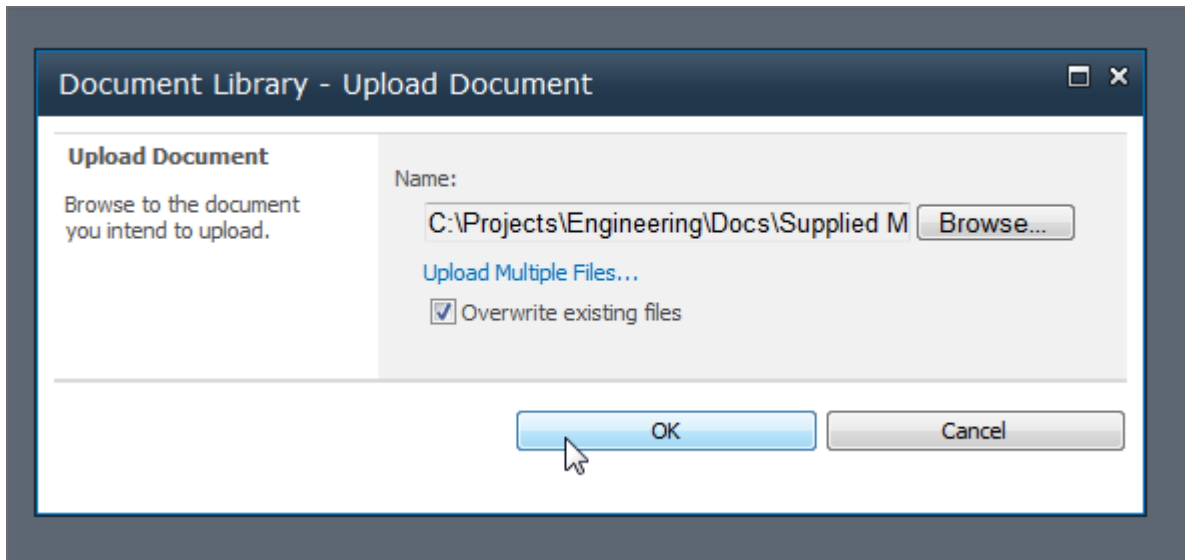 Document Library - Upload Document
Upload Document
Browse to the document
you intend to upload.
Name:
C:\Projects\Engineering\Docs\Supplied M
Browse...
Upload Multiple Files...
Overwrite existing files
OK
Cancel